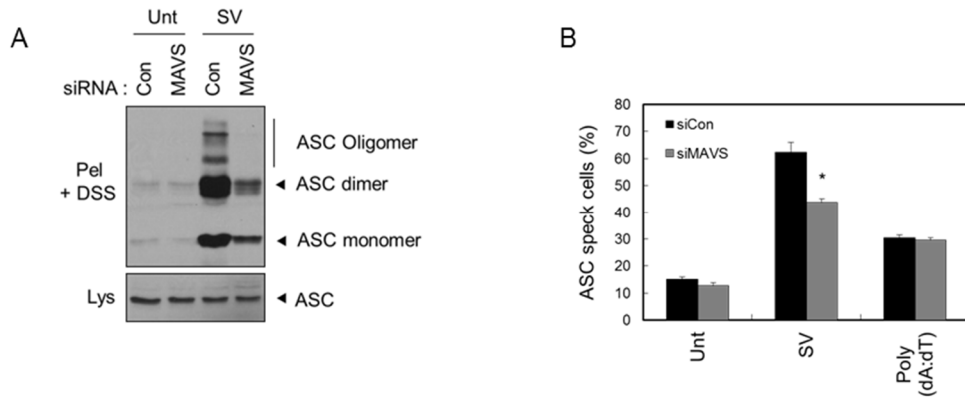 A
Unt SV
siRNA : Con MAVS Con MAVS
Pel
+ DSS
ASC Oligomer
ASC dimer
ASC monomer
Lys
ASC
B
ASC speck cells (%)
80
70
60
50
40
30
20
10
0
siCon
siMAVS
*
Unt
SV
Poly
(dA:dT)